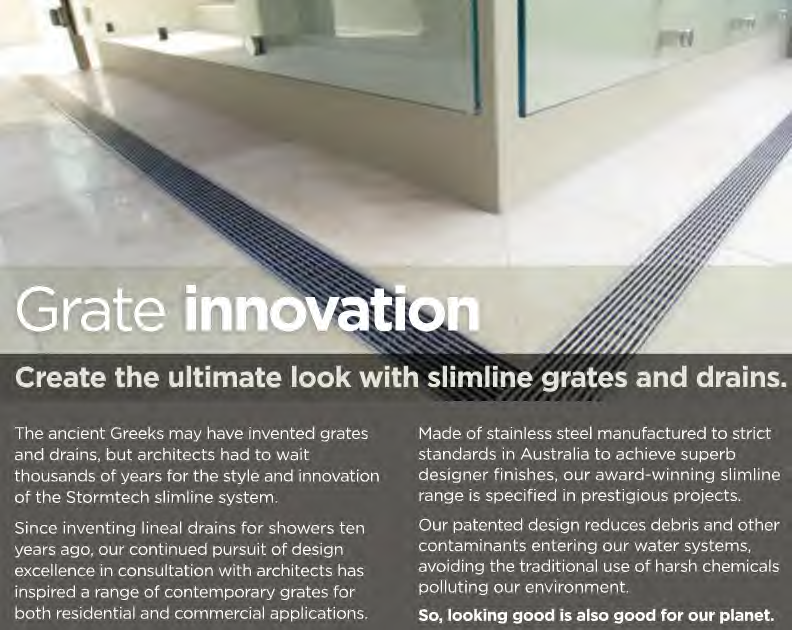 Grate innovation
Create the ultimate look with slimline grates and drains.
The ancient Greeks may have invented grates
and drains, but architects had to wait
thousands of years for the style and innovation
of the Stormtech slimline system.
Since inventing lineal drains for showers ten
years ago, our continued pursuit of design
excellence in consultation with architects has
inspired a range of contemporary grates for
both residential and commercial applications.
Made of stainless steel manufactured to strict
standards in Australia to achieve superb
designer finishes, our award-winning slimline
range is specified in prestigious projects.
Our patented design reduces debris and other
contaminants entering our water systems,
avoiding the traditional use of harsh chemicals
polluting our environment.
So, looking good is also good for our planet.